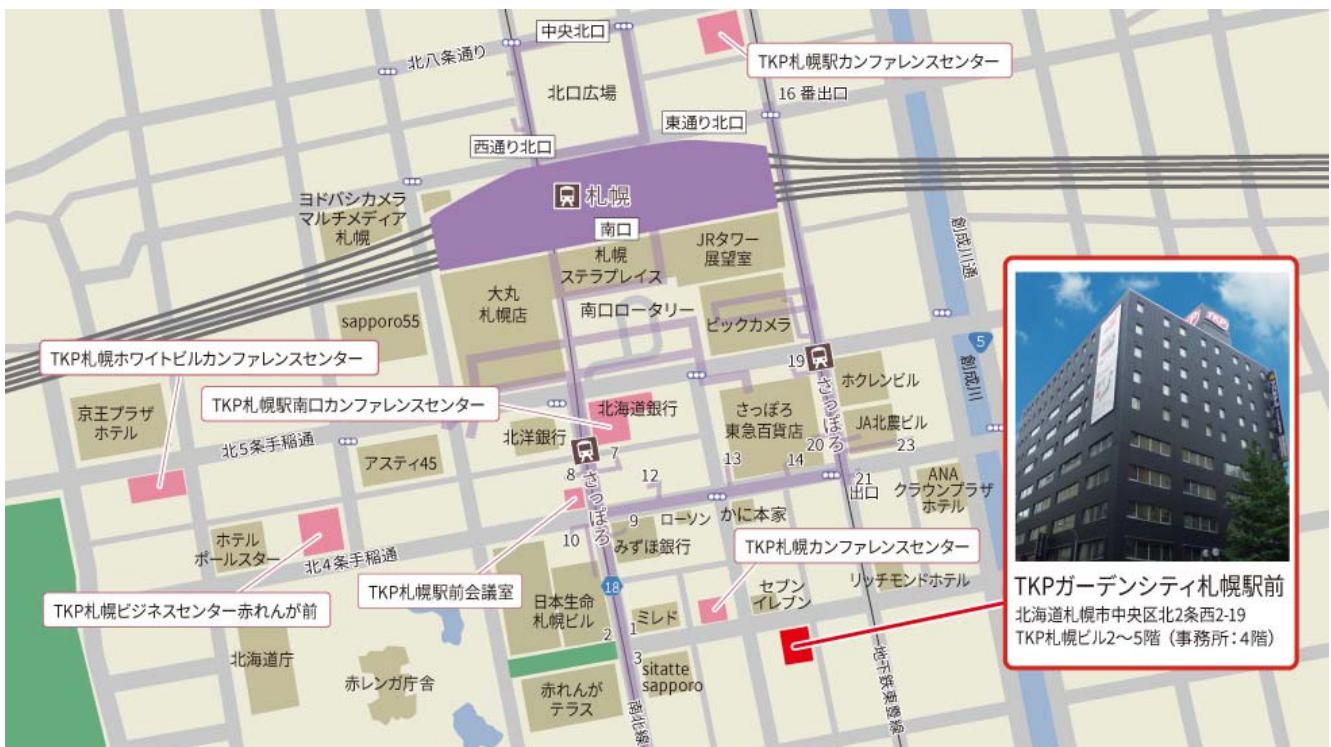 中央北口
北八条通り
TKP札幌駅カンファレンスセンター
北口広場
16番出口
東通り北口
西通り北口
ヨドバシカメラ
マルチメディア
札幌
札幌
南口
札幌
ステラプレイス
JRタワー
展望室
創成川通
大丸
札幌店
南口ロータリー
ビックカメラ
sapporo55
TKP札幌ホワイトビルカンファレンスセンター
5
創成川
19
さっぽろ
ホクレンビル
TKP札幌駅南口カンファレンスセンター
北海道銀行
京王プラザ
ホテル
さっぽろ
東急百貨店
JA北農ビル
北5条手稲通
北洋銀行
アスティ45
7
8
12
13
14
20
23
さっぽろ
21
出口
ANA
クラウンプラザ
ホテル
9
ローソン
かに本家
10
みずほ銀行
ホテル
ポールスター
北4条手稲通
TKP札幌駅前会議室
TKP札幌カンファレンスセンター
18
セブン
イレブン
リッチモンドホテル
TKP札幌ビジネスセンター赤れんが前
日本生命
札幌ビル
2
1
ミレド
3
sitatte
sapporo
北海道庁
赤レンガ庁舎
赤れんが
テラス
南北線
地下鉄東豊線
TKP
TKPガーデンシティ札幌駅前
北海道札幌市中央区北2条西2-19
TKP札幌ビル2～5階（事務所：4階）